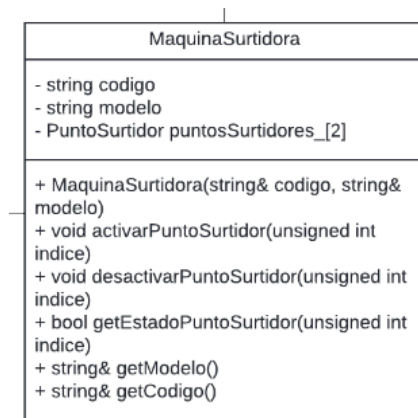 MaquinaSurtidora
- string codigo
- string modelo
- PuntoSurtidor puntosSurtidores_[2]
+ MaquinaSurtidora(string& codigo, string&
modelo)
+ void activarPuntoSurtidor(unsigned int
indice)
+ void desactivarPuntoSurtidor(unsigned int
indice)
+ bool getEstadoPuntoSurtidor(unsigned int
indice)
+ string& getModelo()
+ string& getCodigo()